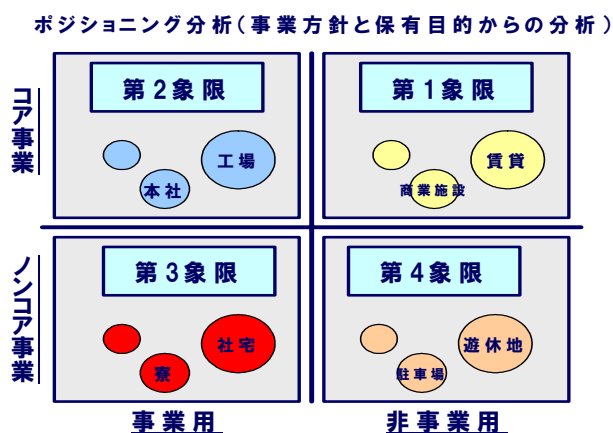 ポジショニング分析(事業方針と保有目的からの分析)
コア事業
第2象限
工場
本社
第1象限
賃貸
商業施設
ノンコア事業
第3象限
社宅
寮
第4象限
遊休地
駐車場
事業用
非事業用